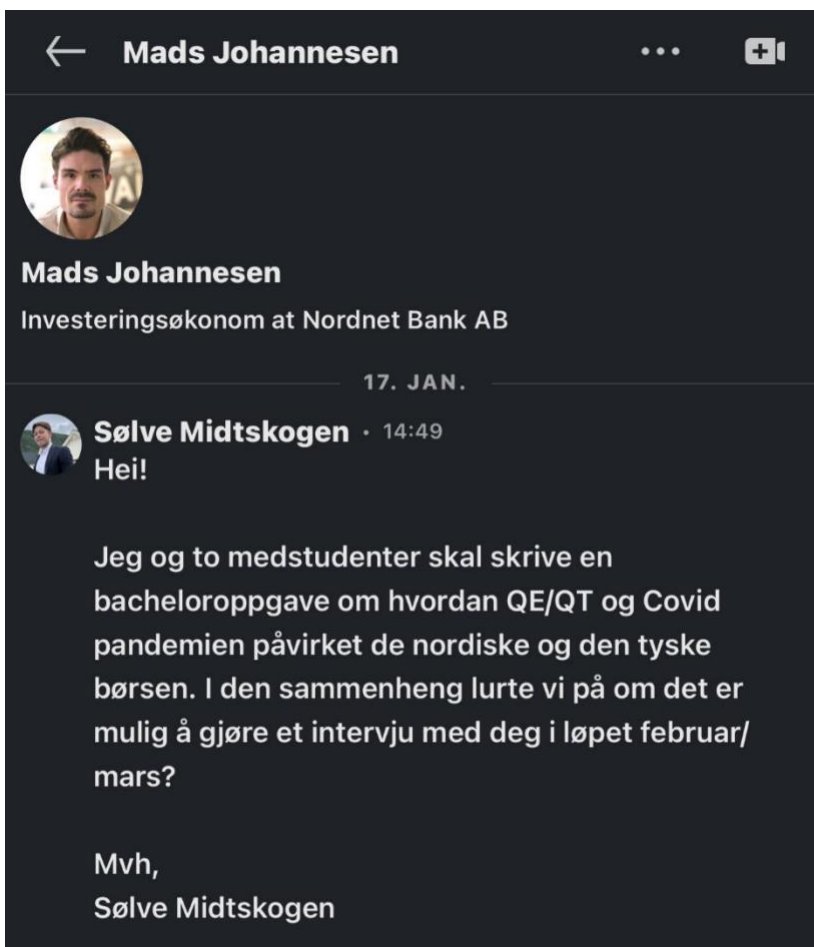 Mads Johannesen
Mads Johannesen
Investeringsøkonom at Nordnet Bank AB
17. JAN.
Sølve Midtskogen · 14:49
Hei!
Jeg og to medstudenter skal skrive en
bacheloroppgave om hvordan QE/QT og Covid
pandemien påvirket de nordiske og den tyske
børsen. I den sammenheng lurte vi på om det er
mulig å gjøre et intervju med deg i løpet februar/
mars?
Mvh,
Sølve Midtskogen